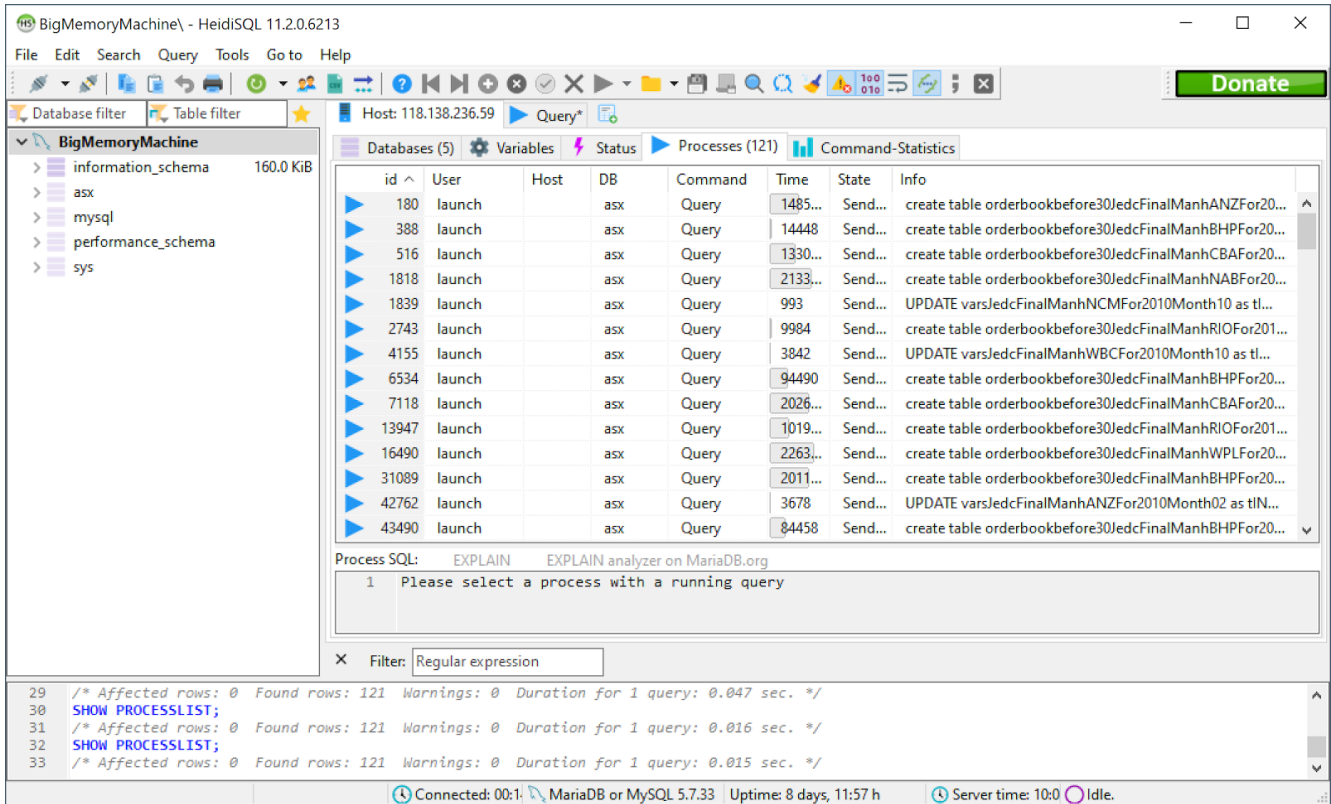 BigMemoryMachine\ - HeidiSQL 11.2.0.6213
File Edit Search Query Tools Go to Help
Donate
Database filter Table filter
Host: 118.138.236.59 Query*
BigMemoryMachine
information_schema 160.0 KiB
asx
mysql
performance_schema
sys
Databases (5) Variables Status Processes (121) Command-Statistics
id User Host DB Command Time State Info
180 launch asx Query 1485... Send... create table orderbookbefore30JedcFinalManhANZFor20...
388 launch asx Query 14448 Send... create table orderbookbefore30JedcFinalManhBHPFor20...
516 launch asx Query 1330... Send... create table orderbookbefore30JedcFinalManhCBAFor20...
1818 launch asx Query 2133... Send... create table orderbookbefore30JedcFinalManhNABFor20...
1839 launch asx Query 993 Send... UPDATE varsJedcFinalManhNCMFor2010Month10 as tl...
2743 launch asx Query 9984 Send... create table orderbookbefore30JedcFinalManhRIOFor201...
4155 launch asx Query 3842 Send... UPDATE varsJedcFinalManhWBCFor2010Month10 as tl...
6534 launch asx Query 94490 Send... create table orderbookbefore30JedcFinalManhBHPFor20...
7118 launch asx Query 2026... Send... create table orderbookbefore30JedcFinalManhCBAFor20...
13947 launch asx Query 1019... Send... create table orderbookbefore30JedcFinalManhRIOFor201...
16490 launch asx Query 2263... Send... create table orderbookbefore30JedcFinalManhWPLFor20...
31089 launch asx Query 2011... Send... create table orderbookbefore30JedcFinalManhBHPFor20...
42762 launch asx Query 3678 Send... UPDATE varsJedcFinalManhANZFor2010Month02 as tlN...
43490 launch asx Query 84458 Send... create table orderbookbefore30JedcFinalManhBHPFor20...
Process SQL: EXPLAIN EXPLAIN analyzer on MariaDB.org
1 Please select a process with a running query
Filter: Regular expression
29 /* Affected rows: 0 Found rows: 121 Warnings: 0 Duration for 1 query: 0.047 sec. */
30 SHOW PROCESSLIST;
31 /* Affected rows: 0 Found rows: 121 Warnings: 0 Duration for 1 query: 0.016 sec. */
32 SHOW PROCESSLIST;
33 /* Affected rows: 0 Found rows: 121 Warnings: 0 Duration for 1 query: 0.015 sec. */
Connected: 00:1 MariaDB or MySQL 5.7.33 Uptime: 8 days, 11:57 h Server time: 10:0 Idle.